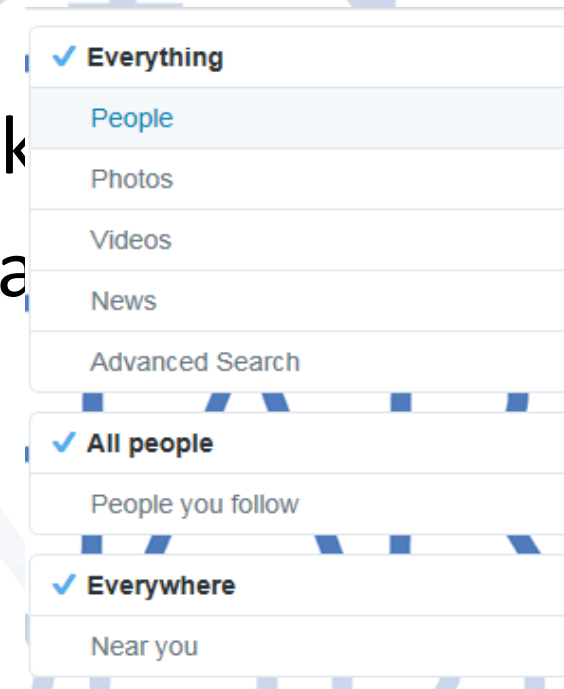 Everything
People
k
Photos
Videos
a
News
Advanced Search
All people
People you follow
Everywhere
Near you